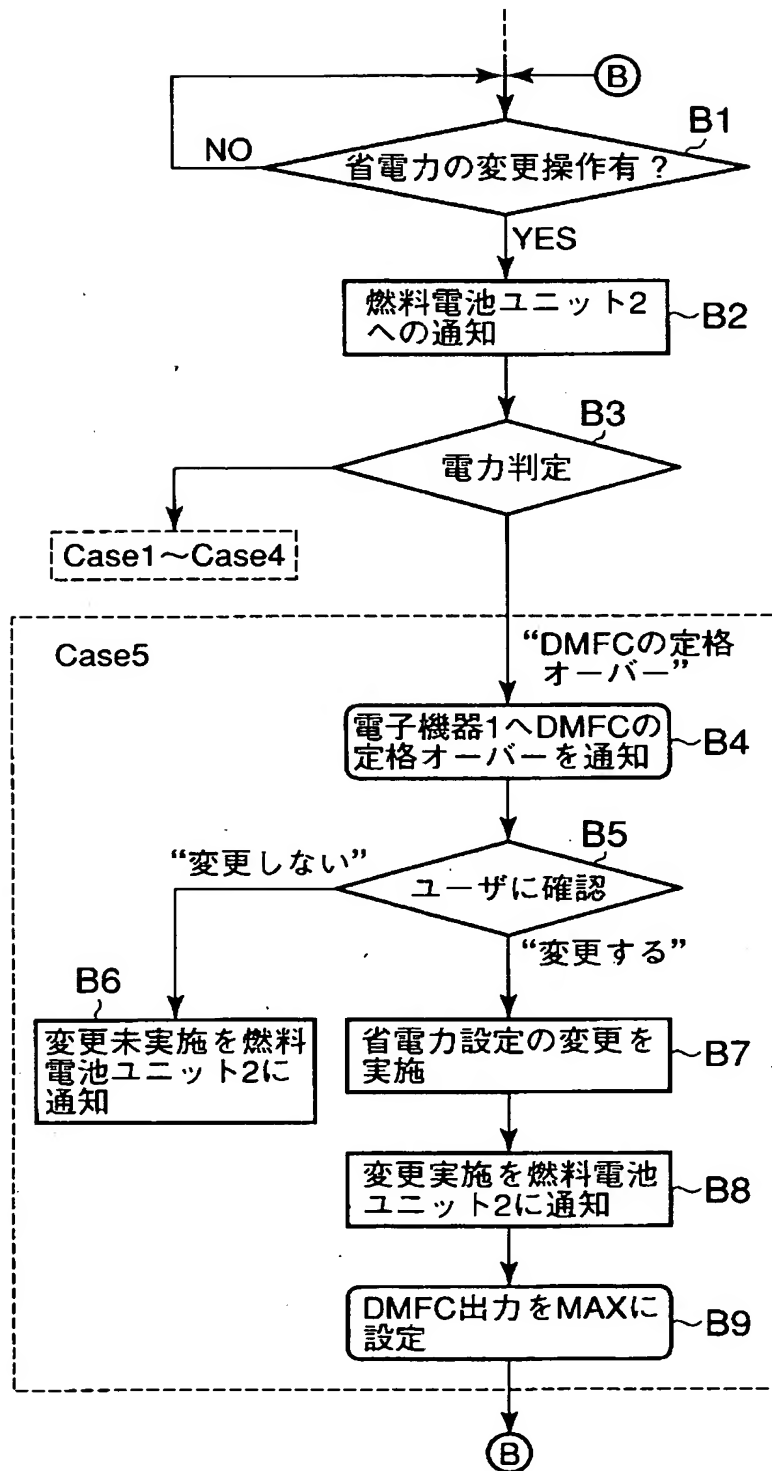 B
B1
NO
省電力の変更操作有？
YES
燃料電池ユニット2
への通知
B2
B3
電力判定
Case1～Case4
Case5
“DMFCの定格
オーバー”
電子機器1へDMFCの
定格オーバーを通知
B4
B5
“変更しない”
ユーザに確認
“変更する”
B6
変更未実施を燃料
電池ユニット2に
通知
省電力設定の変更を
実施
B7
変更実施を燃料電池
ユニット2に通知
B8
DMFC出力をMAXに
設定
B9
B